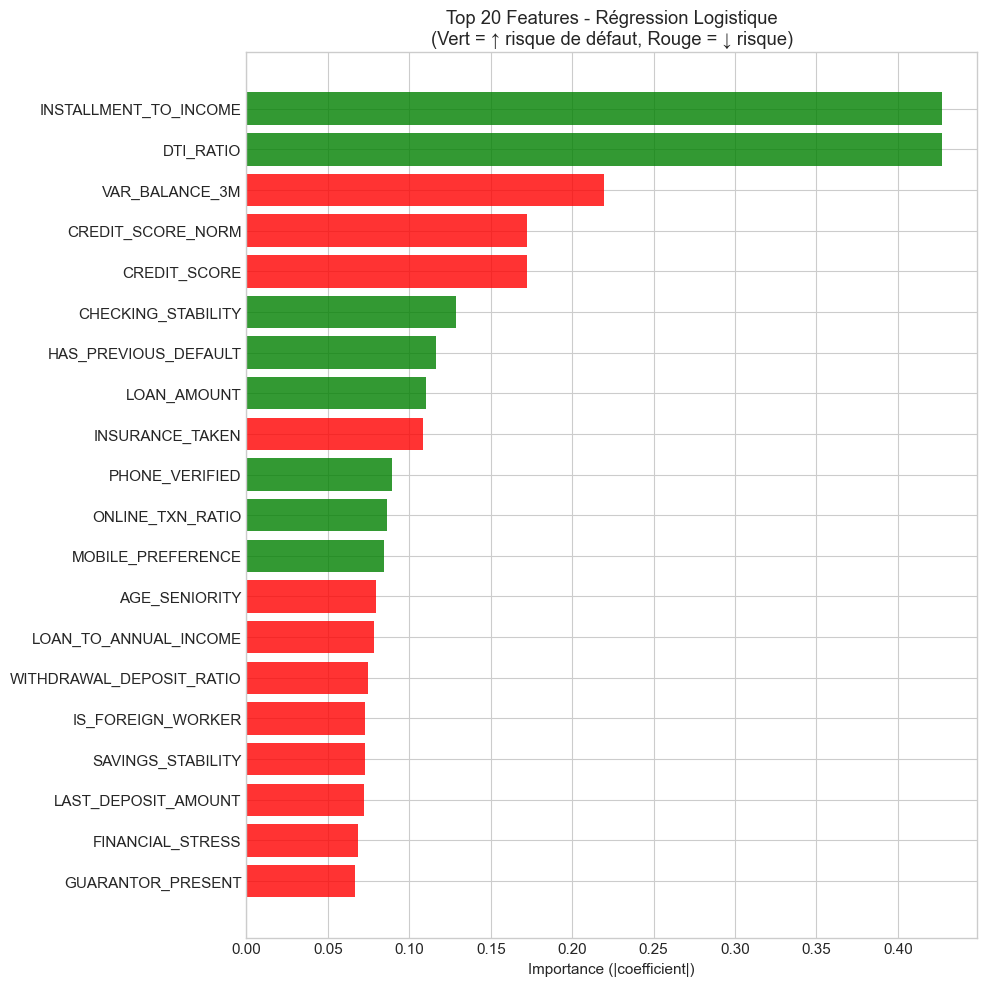 Top 20 Features - Régression Logistique
(Vert = ↑ risque de défaut, Rouge = ↓ risque)
INSTALLMENT_TO_INCOME
DTI_RATIO
VAR_BALANCE_3M
CREDIT_SCORE_NORM
CREDIT_SCORE
CHECKING_STABILITY
HAS_PREVIOUS_DEFAULT
LOAN_AMOUNT
INSURANCE_TAKEN
PHONE_VERIFIED
ONLINE_TXN_RATIO
MOBILE_PREFERENCE
AGE_SENIORITY
LOAN_TO_ANNUAL_INCOME
WITHDRAWAL_DEPOSIT_RATIO
IS_FOREIGN_WORKER
SAVINGS_STABILITY
LAST_DEPOSIT_AMOUNT
FINANCIAL_STRESS
GUARANTOR_PRESENT
0.00 0.05 0.10 0.15 0.20 0.25 0.30 0.35 0.40
Importance (|coefficient|)